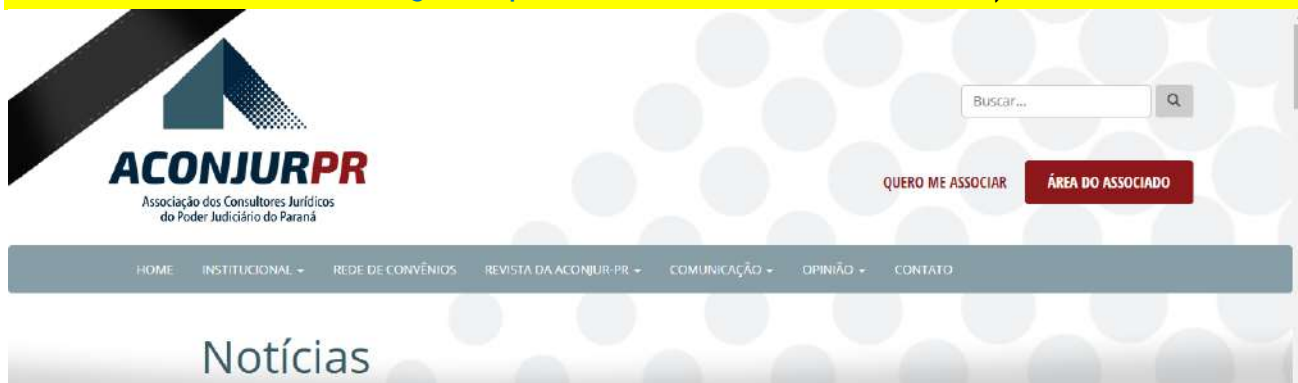 Buscar...
ACONJURPR
Associação dos Consultores Jurídicos
do Poder Judiciário do Paraná
QUERO ME ASSOCIAR
ÁREA DO ASSOCIADO
HOME INSTITUCIONAL REDE DE CONVÊNIOS REVISTA DA ACONJUR-PR COMUNICAÇÃO OPINIÃO CONTATO
Notícias